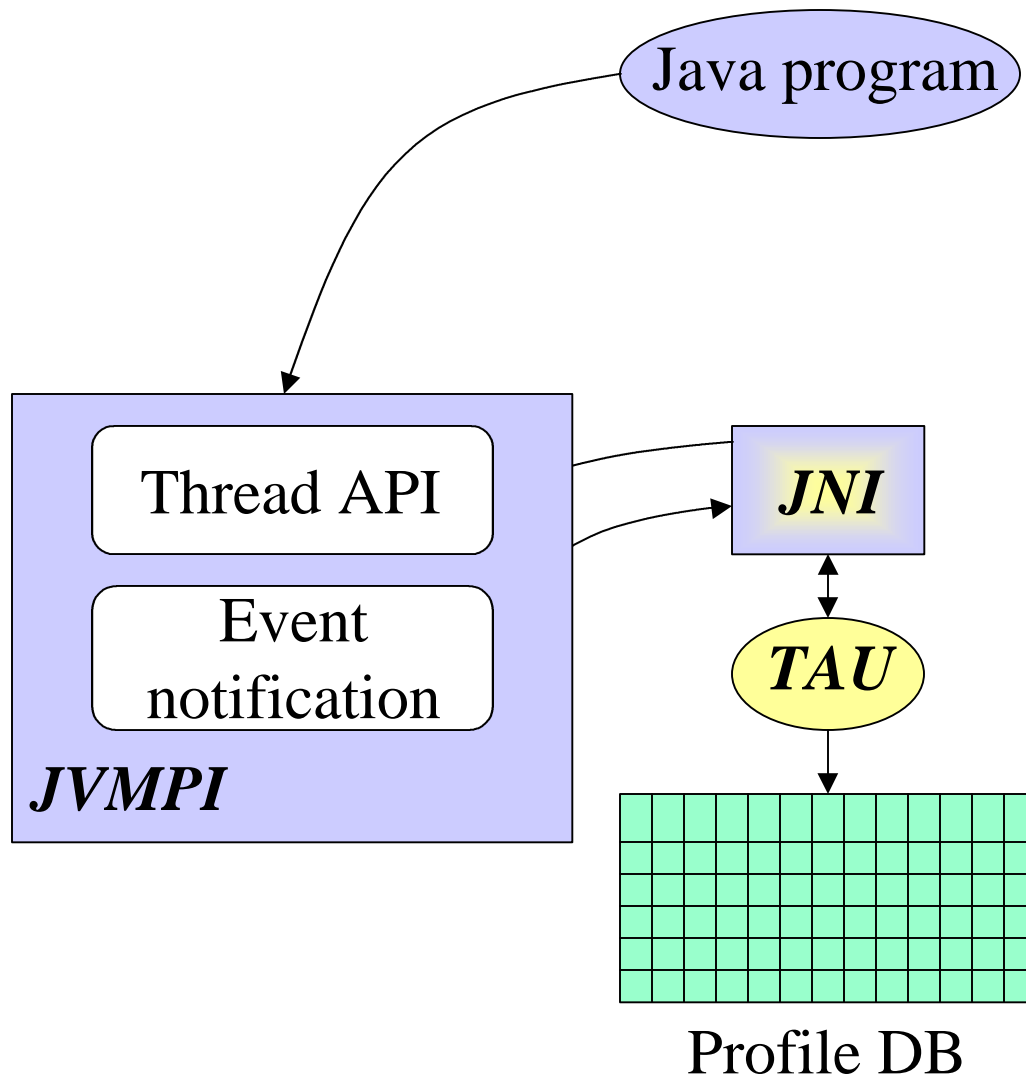 Java program
Thread API
JNI
Event
notification
TAU
JVMPI
Profile DB